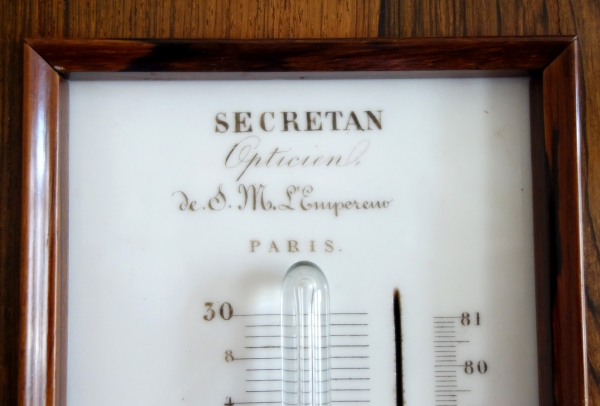 SECRETAN
Opticien
de S. M. L'Empereur
PARIS.
30 81
8 80